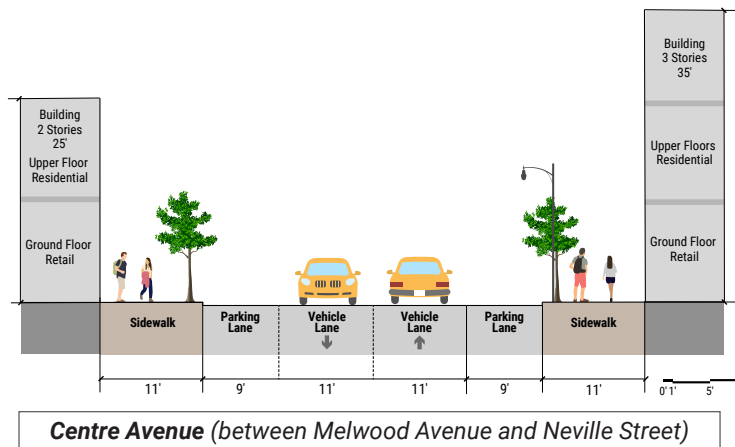 Building
2 Stories
25'
Upper Floor
Residential
Ground Floor
Retail
Building
3 Stories
35'
Upper Floors
Residential
Ground Floor
Retail
Sidewalk
Parking
Lane
Vehicle
Lane
Vehicle
Lane
Parking
Lane
Sidewalk
11'
9'
11'
11'
9'
11'
0' 1' 5'
Centre Avenue (between Melwood Avenue and Neville Street)